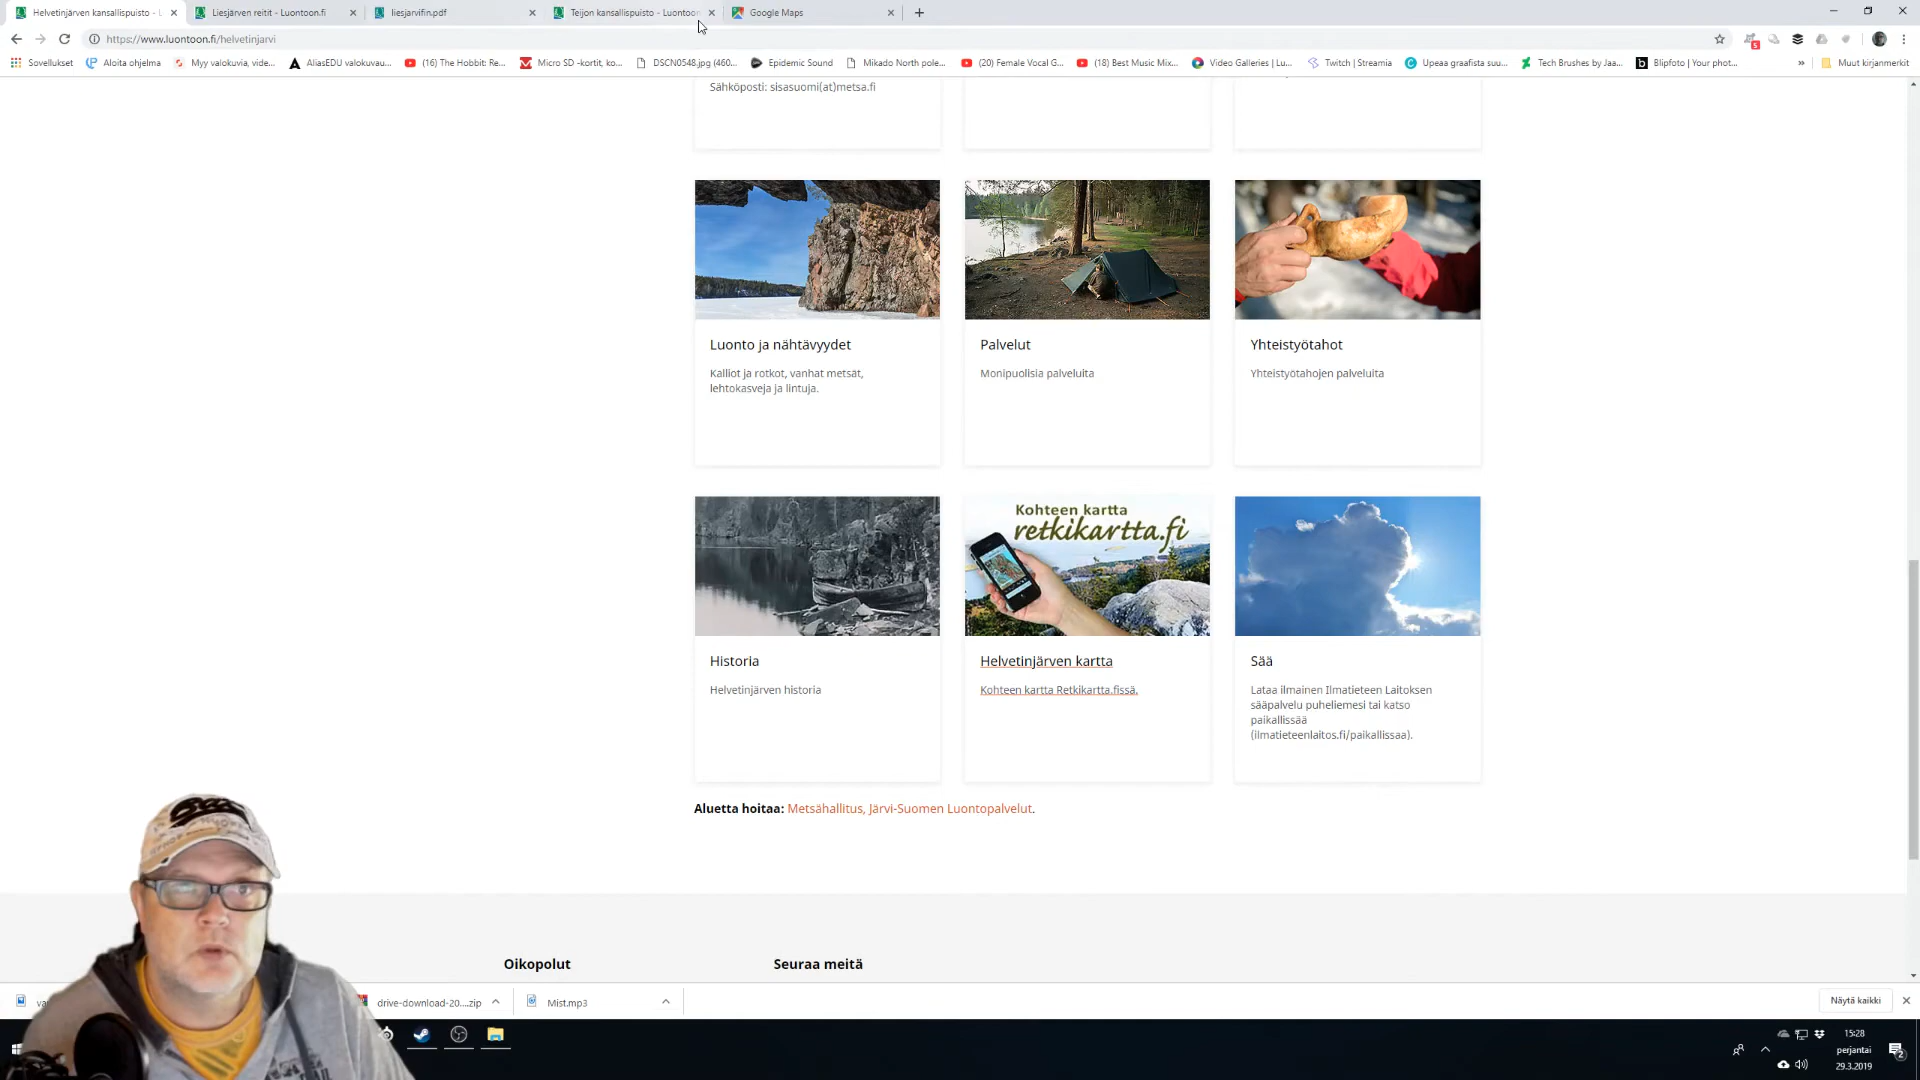 Helvetinjärven kansallispuisto - L
Liesjärven reitit - Luontoon.fi
liesjarvifin.pdf
Teijon kansallispuisto - Luontoon
Google Maps
https://www.luontoon.fi/helvetinjarvi
Sovellukset
Aloita ohjelma
Myy valokuvia, vide...
AliasEDU valokuvau...
(16) The Hobbit: Re...
Micro SD -kortit, ko...
DSCN0548.jpg (460...
Epidemic Sound
Mikado North pole...
(20) Female Vocal G...
(18) Best Music Mix...
Video Galleries | Lu...
Twitch | Streamia
Upeaa graafista suu...
Tech Brushes by Jaa...
Blipfoto | Your phot...
»
Muut kirjanmerkit
Sähköposti: sisasuomi(at)metsa.fi
Luonto ja nähtävyydet
Kalliot ja rotkot, vanhat metsät,
lehtokasveja ja lintuja.
Palvelut
Monipuolisia palveluita
Yhteistyötahot
Yhteistyötahojen palveluita
Kohteen kartta
retkikartta.fi
Historia
Helvetinjärven historia
Helvetinjärven kartta
Kohteen kartta Retkikartta.fissä.
Sää
Lataa ilmainen Ilmatieteen Laitoksen
sääpalvelu puheliemesi tai katso
paikallissää
(ilmatieteenlaitos.fi/paikallissaa).
Aluetta hoitaa: Metsähallitus, Järvi-Suomen Luontopalvelut.
Oikopolut
Seuraa meitä
drive-download-20....zip
Mist.mp3
Näytä kaikki
15:28
perjantai
29.3.2019
2